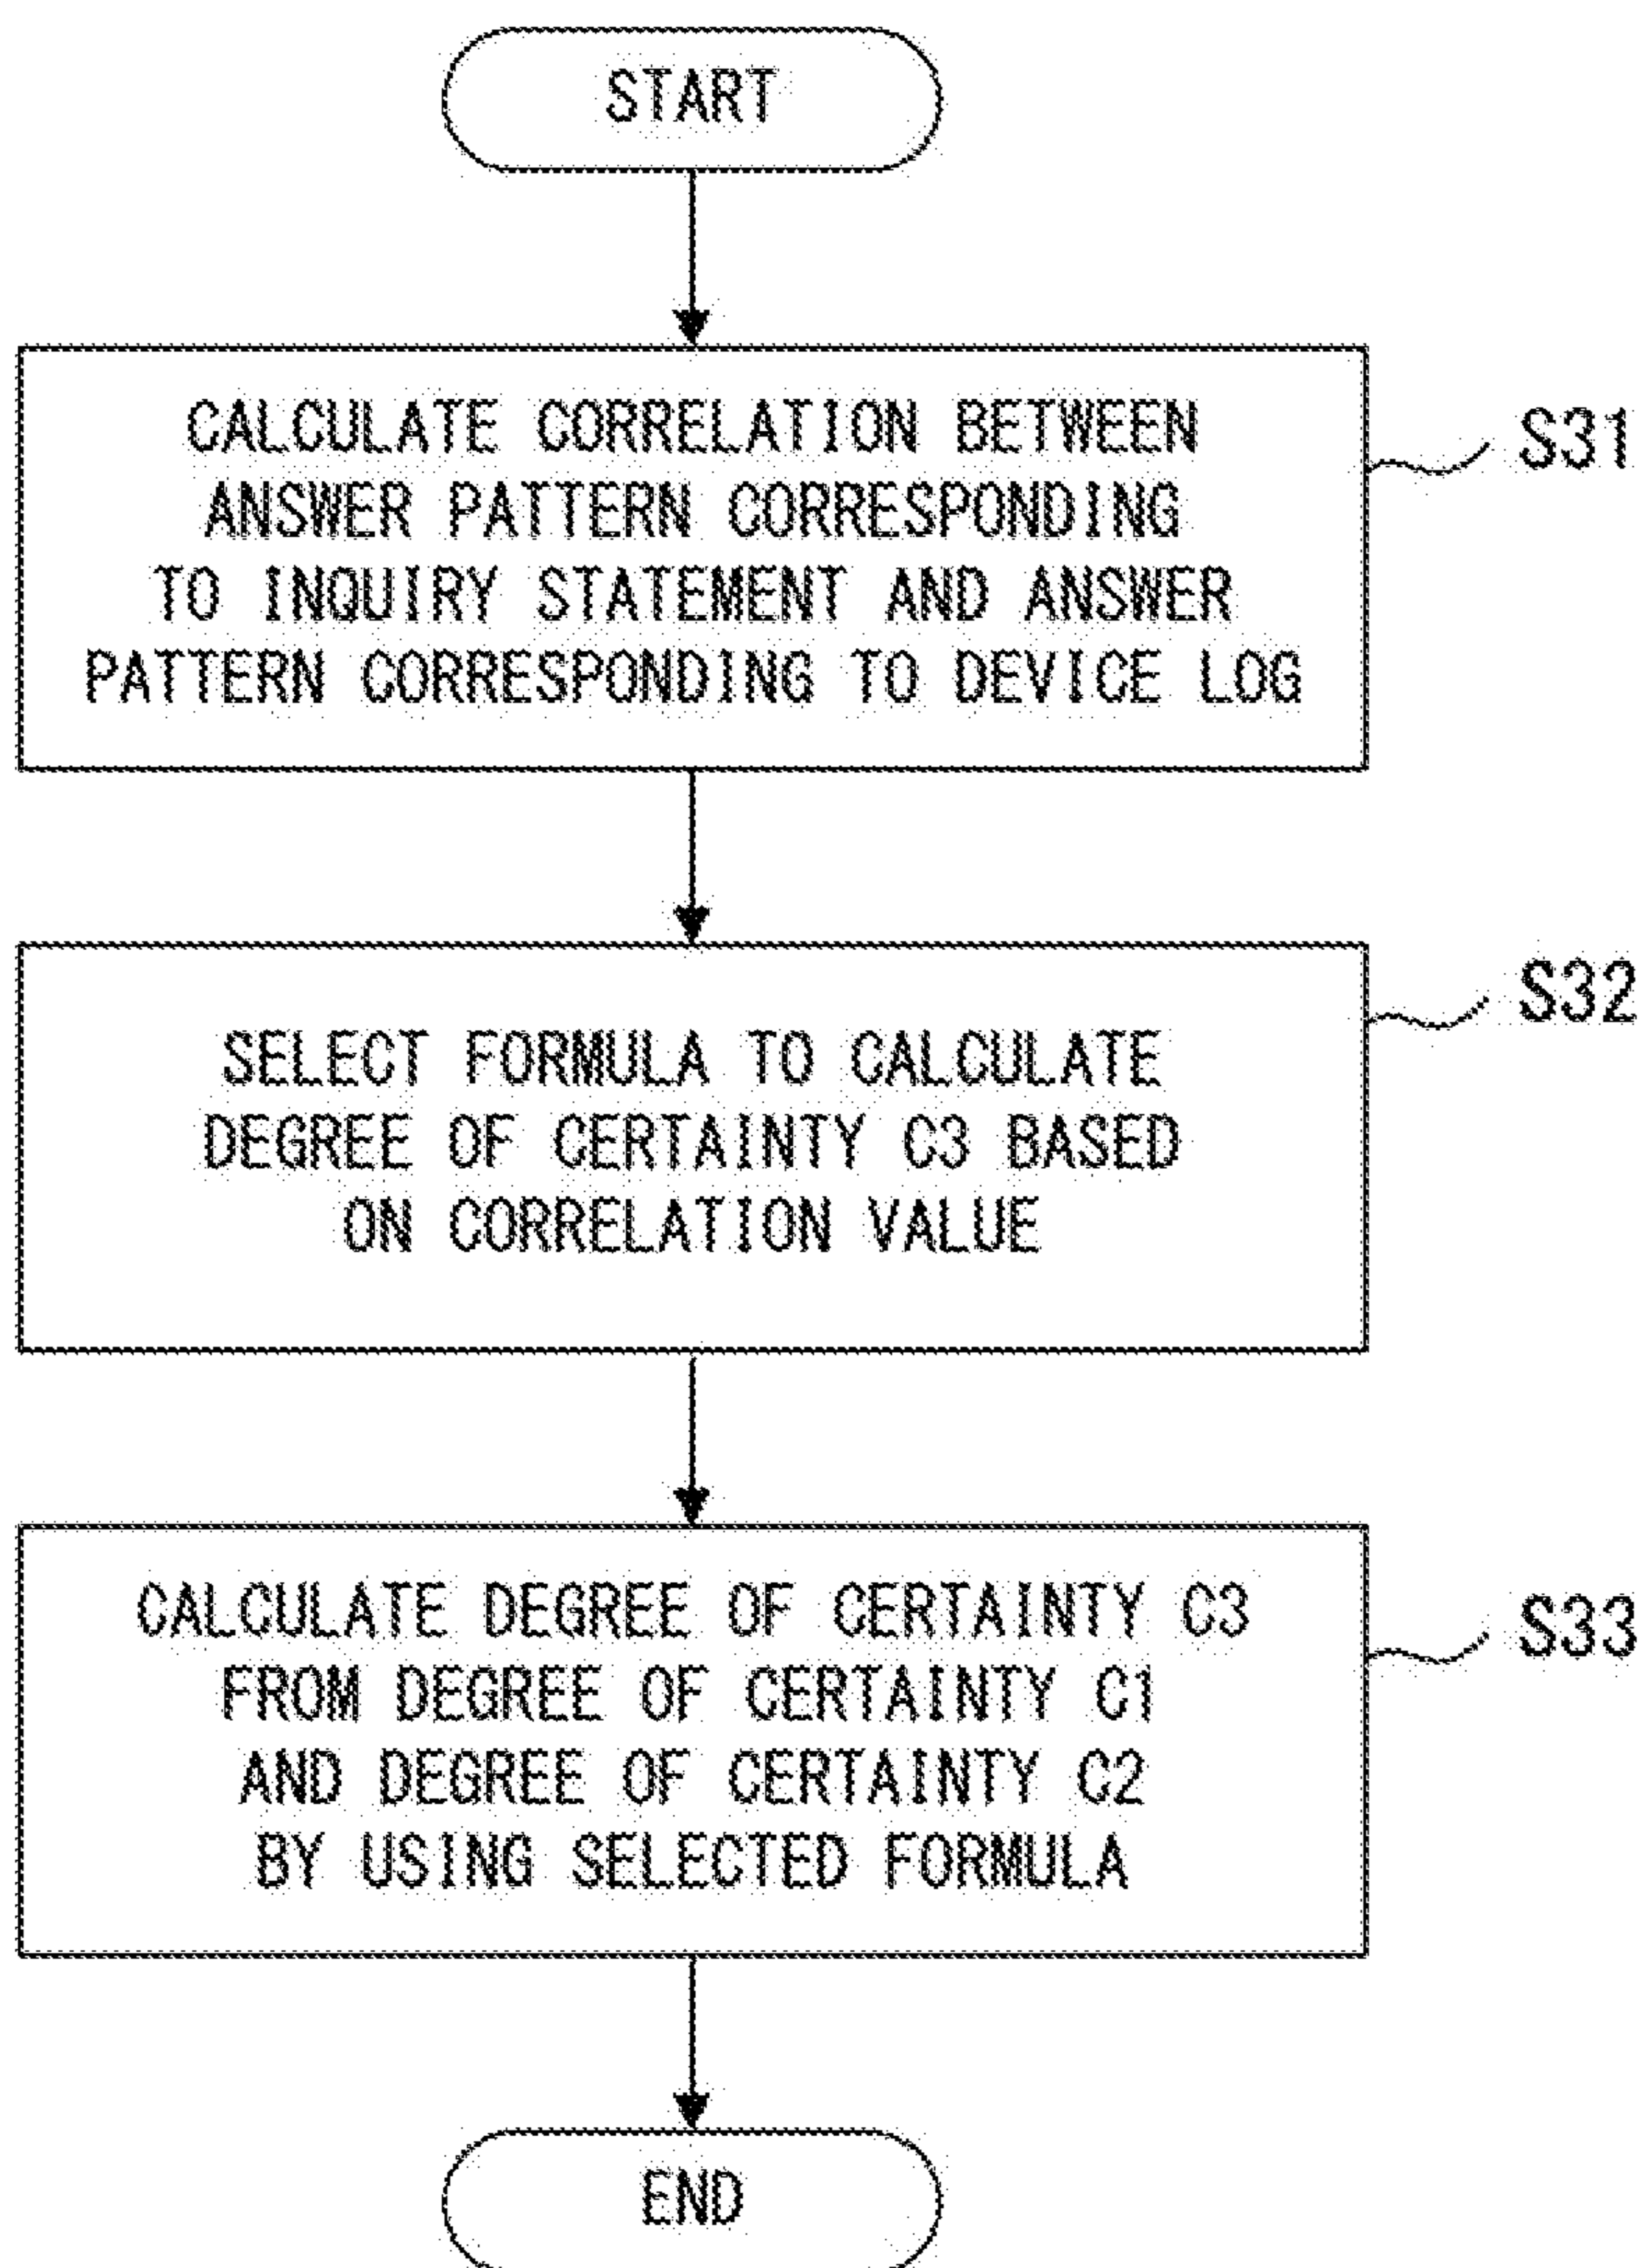 START
CALCULATE CORRELATION BETWEEN
ANSWER PATTERN CORRESPONDING
TO INQUIRY STATEMENT AND ANSWER
PATTERN CORRESPONDING TO DEVICE LOG
S31
SELECT FORMULA TO CALCULATE
DEGREE OF CERTAINTY C3 BASED
ON CORRELATION VALUE
S32
CALCULATE DEGREE OF CERTAINTY C3
FROM DEGREE OF CERTAINTY C1
AND DEGREE OF CERTAINTY C2
BY USING SELECTED FORMULA
S33
END